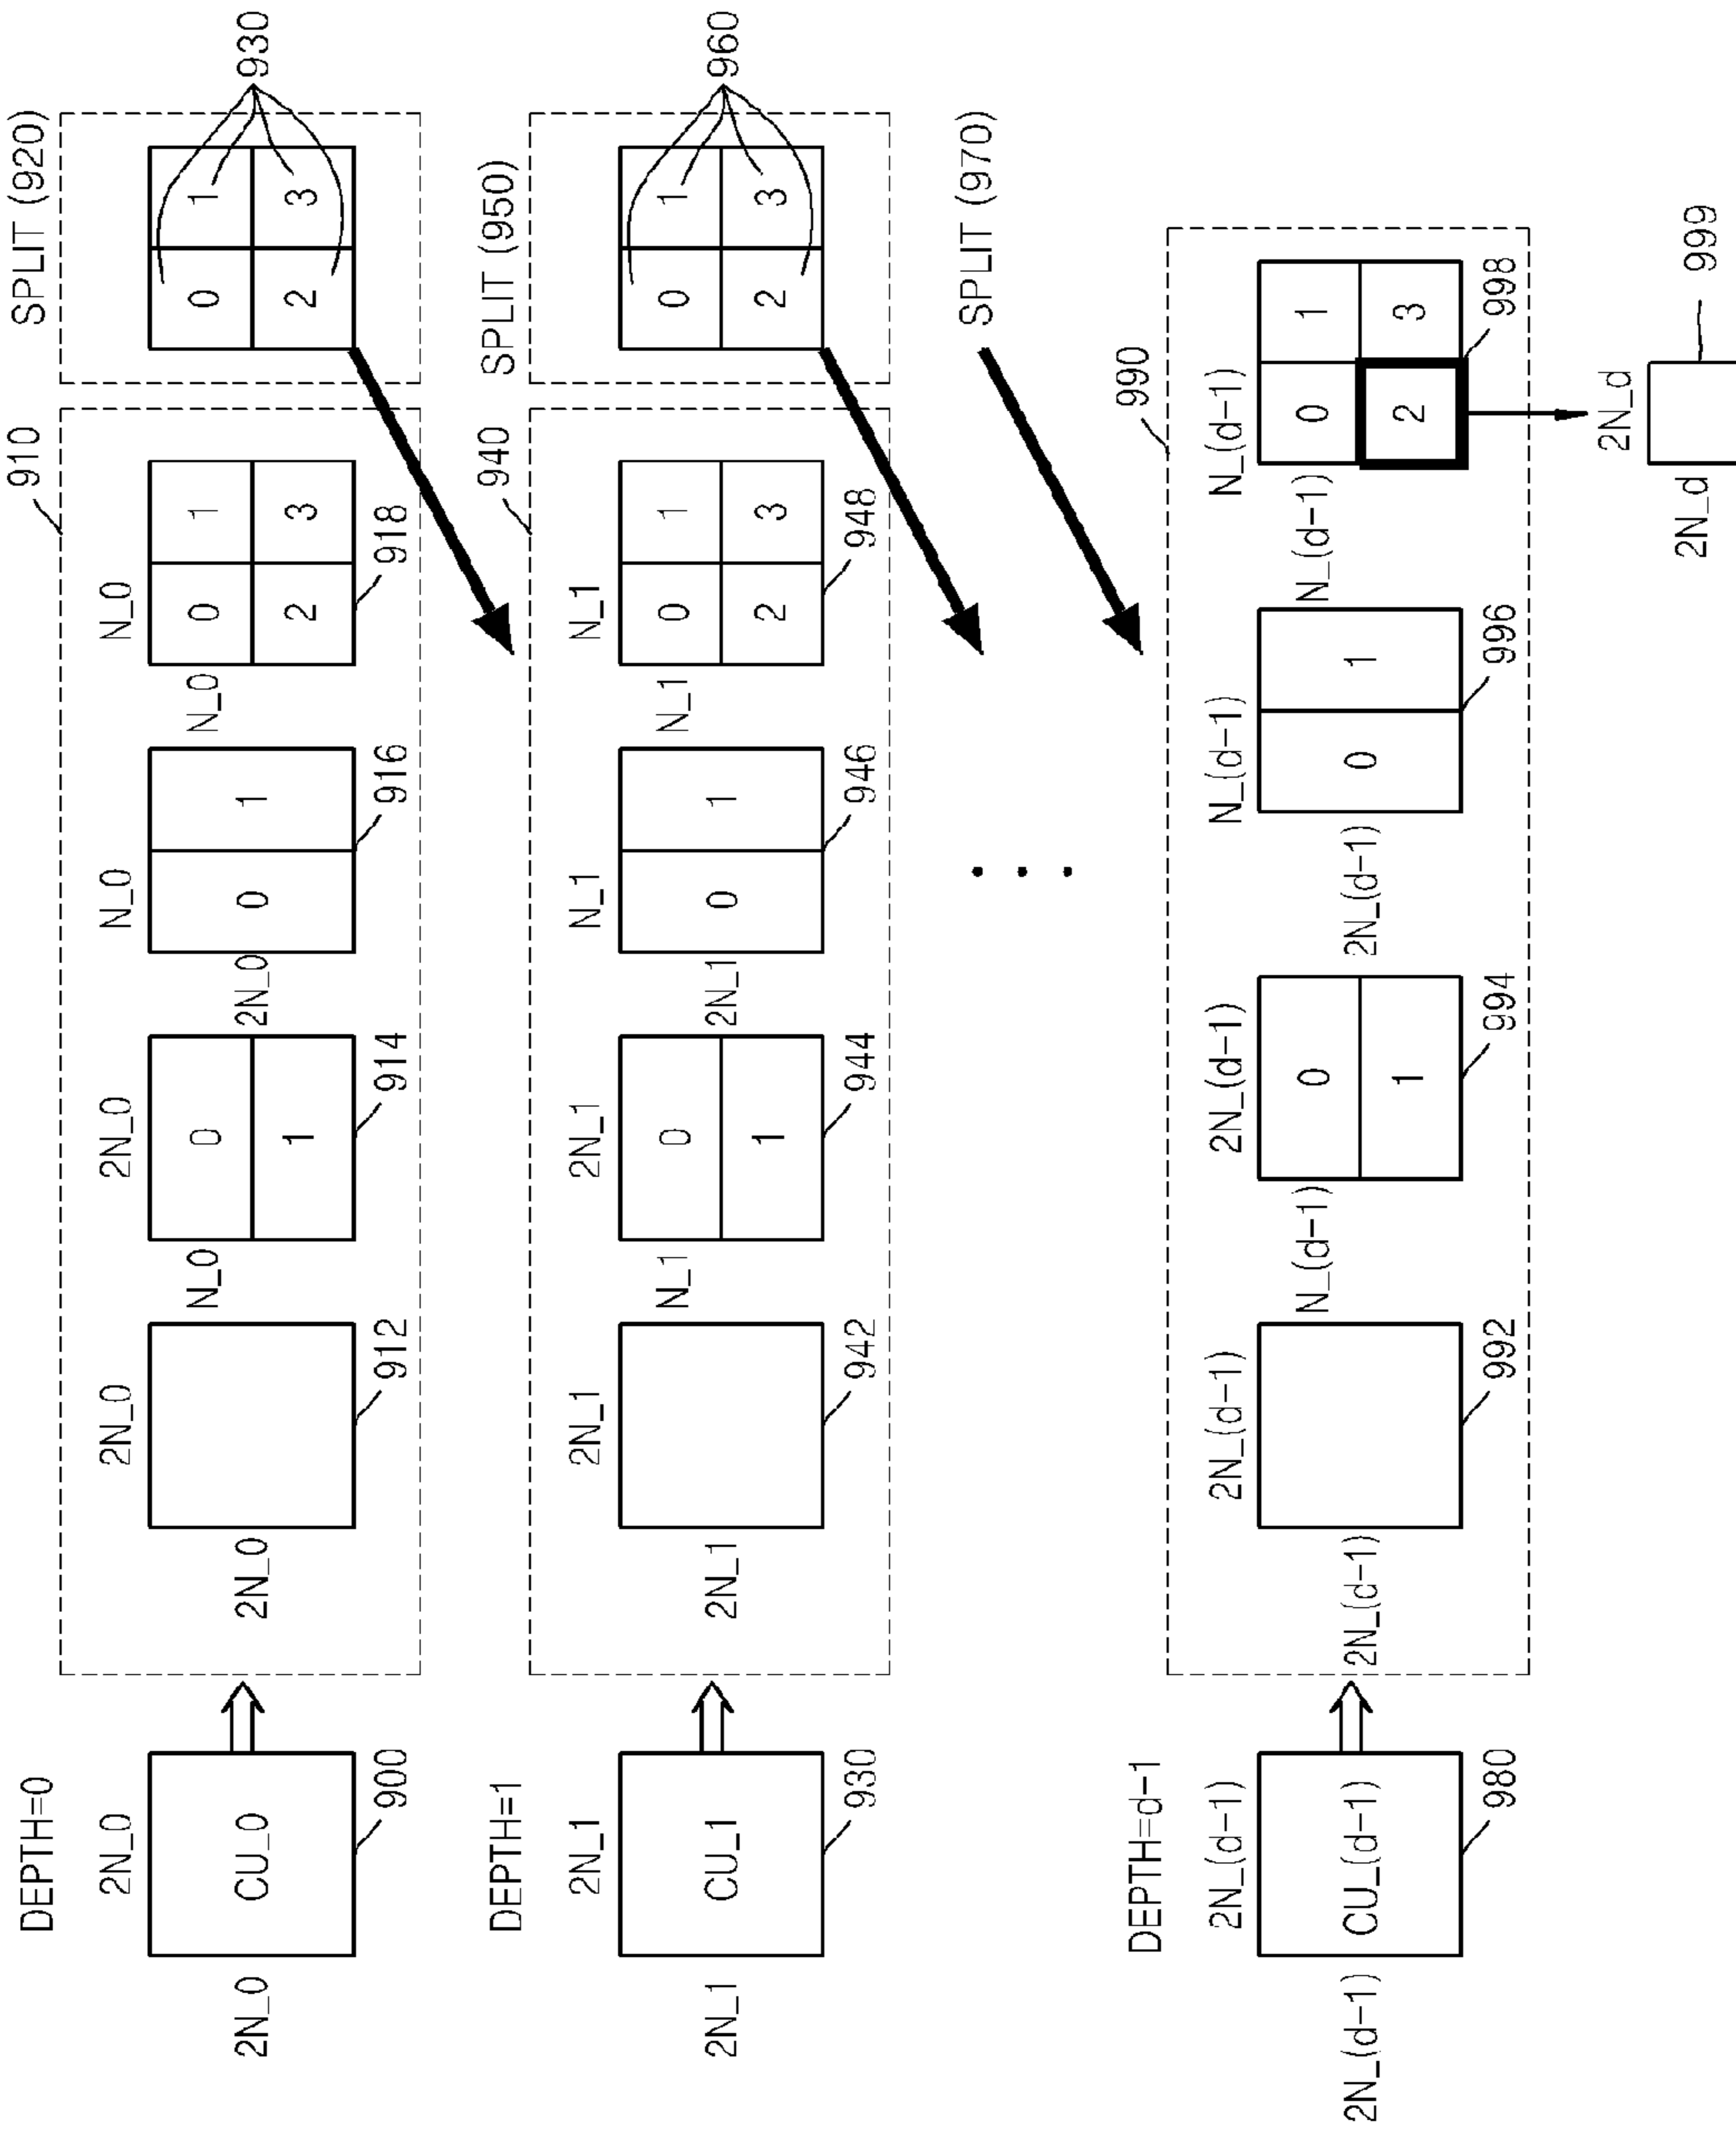 DEPTH=0
2N_0
2N_0
CU_0
900
910
2N_0
2N_0
912
2N_0
N_0
0
1
914
N_0
2N_0
0
1
916
N_0
N_0
0
1
2
3
918
SPLIT (920)
0
1
2
3
930
DEPTH=1
2N_1
2N_1
CU_1
930
940
2N_1
2N_1
942
2N_1
N_1
0
1
944
N_1
2N_1
0
1
946
N_1
N_1
0
1
2
3
948
SPLIT (950)
0
1
2
3
960
SPLIT (970)
DEPTH=d-1
2N_(d-1)
2N_(d-1)
CU_(d-1)
980
990
2N_(d-1)
2N_(d-1)
992
2N_(d-1)
N_(d-1)
0
1
994
N_(d-1)
2N_(d-1)
0
1
996
N_(d-1)
N_(d-1)
0
1
2
3
998
2N_d
2N_d
999